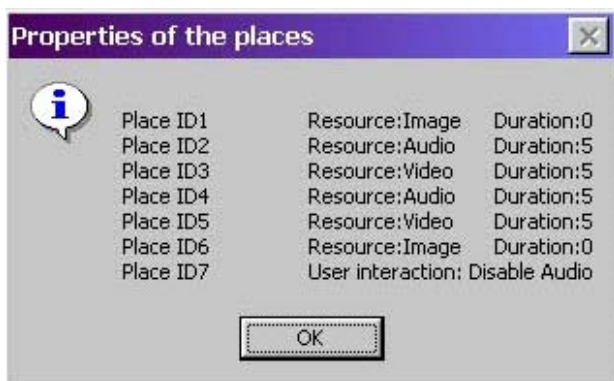 Properties of the places
Place ID1 Resource:Image Duration:0
Place ID2 Resource:Audio Duration:5
Place ID3 Resource:Video Duration:5
Place ID4 Resource:Audio Duration:5
Place ID5 Resource:Video Duration:5
Place ID6 Resource:Image Duration:0
Place ID7 User interaction: Disable Audio
OK